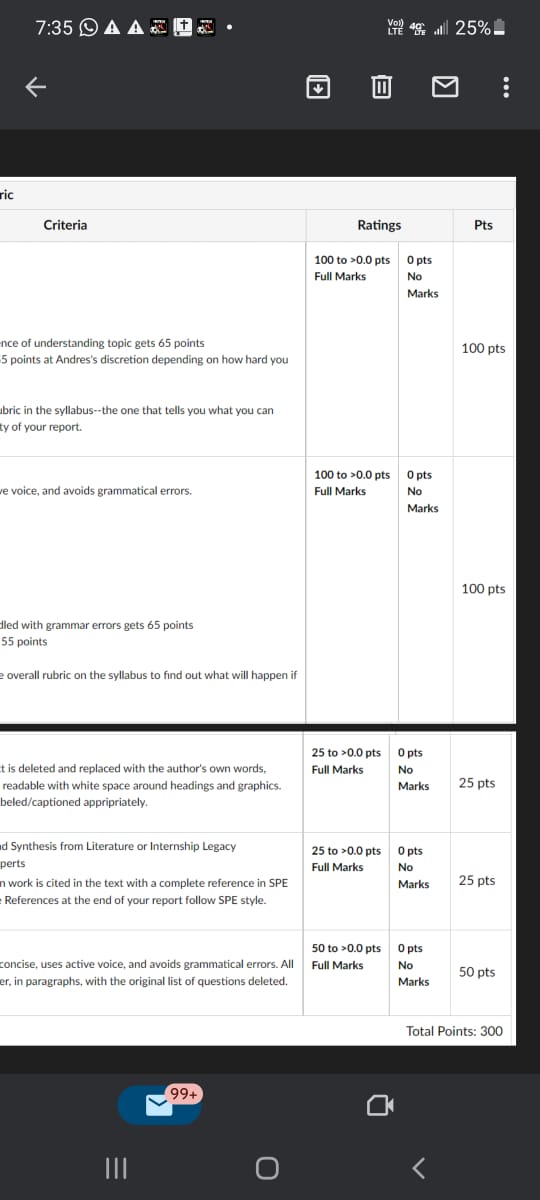 7:35
Vo))
LTE
4G
LTE
25%
ric
Criteria
Ratings
Pts
100 to >0.0 pts
Full Marks
0 pts
No
Marks
ence of understanding topic gets 65 points
5 points at Andres's discretion depending on how hard you
ubric in the syllabus--the one that tells you what you can
ty of your report.
100 pts
100 to >0.0 pts
Full Marks
0 pts
No
Marks
ve voice, and avoids grammatical errors.
dled with grammar errors gets 65 points
55 points
e overall rubric on the syllabus to find out what will happen if
100 pts
25 to >0.0 pts
Full Marks
0 pts
No
Marks
t is deleted and replaced with the author's own words,
readable with white space around headings and graphics.
beled/captioned appripriately.
25 pts
d Synthesis from Literature or Internship Legacy
perts
n work is cited in the text with a complete reference in SPE
References at the end of your report follow SPE style.
25 to >0.0 pts
Full Marks
0 pts
No
Marks
25 pts
concise, uses active voice, and avoids grammatical errors. All
er, in paragraphs, with the original list of questions deleted.
50 to >0.0 pts
Full Marks
0 pts
No
Marks
50 pts
Total Points: 300
99+